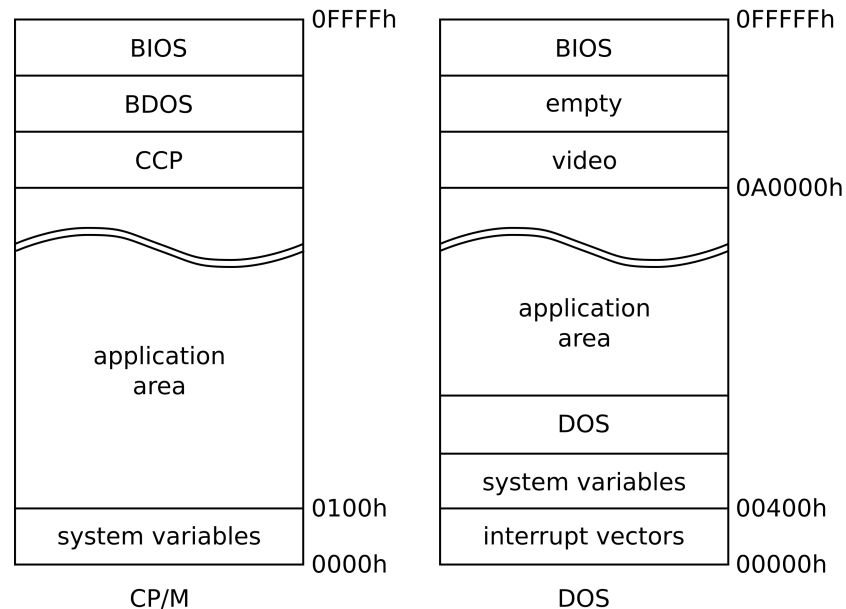 0FFFFh
BIOS
BDOS
CCP
application
area
0100h
system variables
0000h
CP/M
0FFFFFh
BIOS
empty
video
0A0000h
application
area
DOS
system variables
00400h
interrupt vectors
00000h
DOS